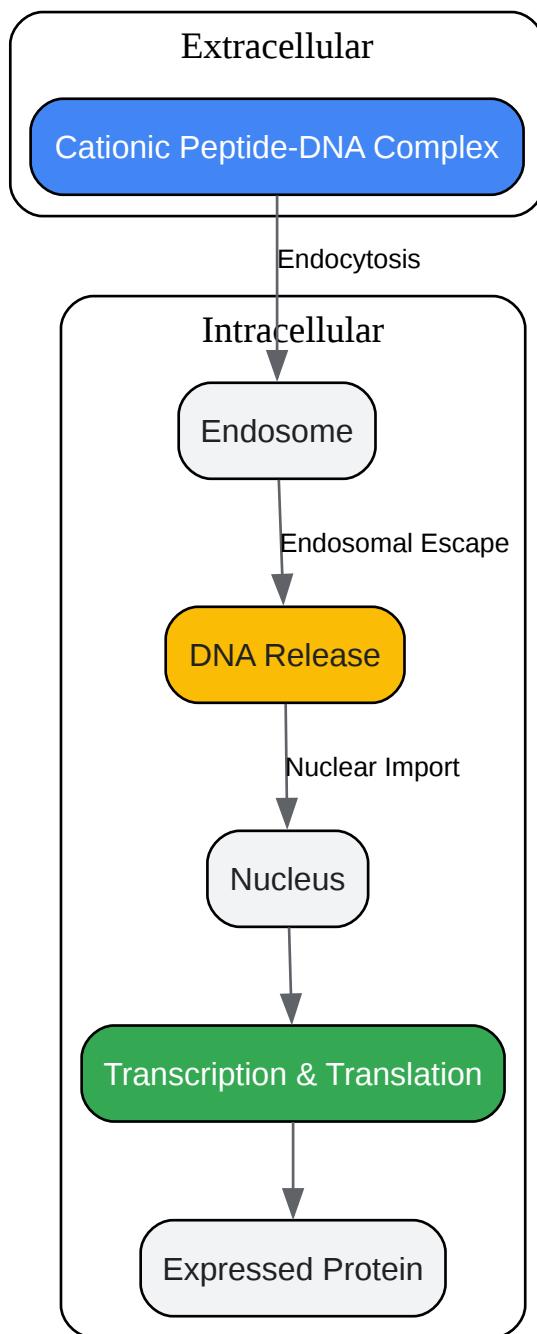 Extracellular
Cationic Peptide-DNA Complex
Endocytosis
Intracellular
Endosome
Endosomal Escape
DNA Release
Nuclear Import
Nucleus
Transcription & Translation
Expressed Protein